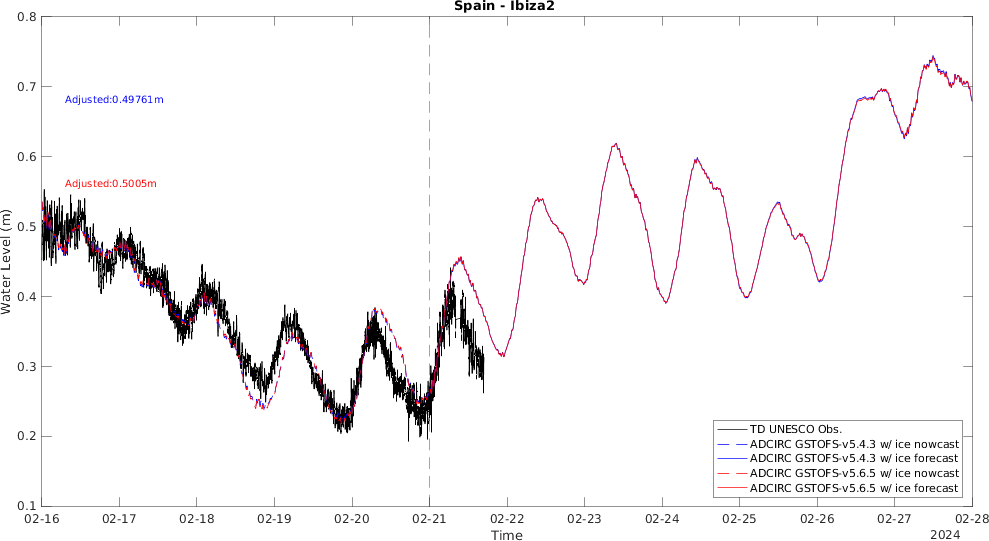 Spain - Ibiza2
0.8
0.7
0.6
0.5
0.4
0.3
0.2
0.1
Water Level (m)
Adjusted:0.49761m
Adjusted:0.5005m
TD UNESCO Obs.
ADCIRC GSTOFS-v5.4.3 w/ ice nowcast
ADCIRC GSTOFS-v5.4.3 w/ ice forecast
ADCIRC GSTOFS-v5.6.5 w/ ice nowcast
ADCIRC GSTOFS-v5.6.5 w/ ice forecast
02-16 02-17 02-18 02-19 02-20 02-21 02-22 02-23 02-24 02-25 02-26 02-27 02-28
Time
2024